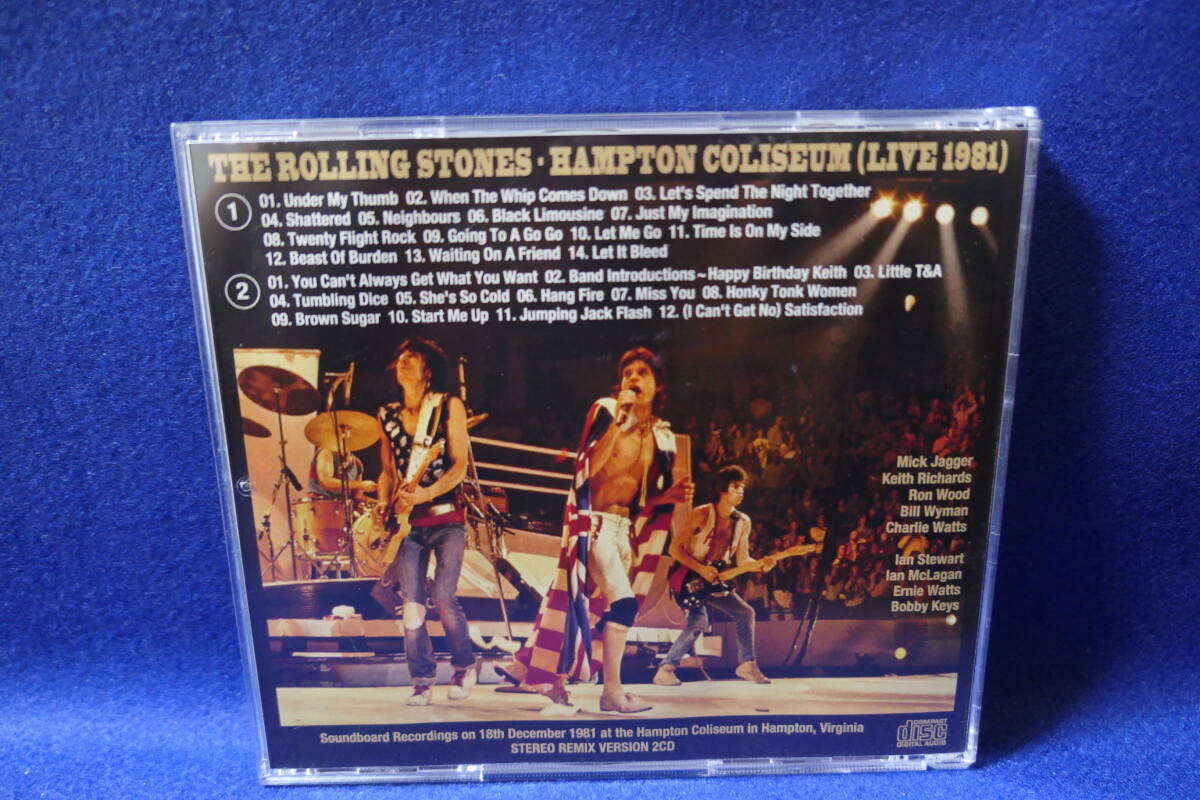 THE ROLLING STONES · HAMPTON COLISEUM (LIVE 1981)
1
01. Under My Thumb 02. When The Whip Comes Down 03. Let's Spend The Night Together
04. Shattered 05. Neighbours 06. Black Limousine 07. Just My Imagination
08. Twenty Flight Rock 09. Going To A Go Go 10. Let Me Go 11. Time Is On My Side
12. Beast Of Burden 13. Waiting On A Friend 14. Let It Bleed
2
01. You Can't Always Get What You Want 02. Band Introductions ~ Happy Birthday Keith 03. Little T&A
04. Tumbling Dice 05. She's So Cold 06. Hang Fire 07. Miss You 08. Honky Tonk Women
09. Brown Sugar 10. Start Me Up 11. Jumping Jack Flash 12. (I Can't Get No) Satisfaction
Mick Jagger
Keith Richards
Ron Wood
Bill Wyman
Charlie Watts
Ian Stewart
Ian McLagan
Ernie Watts
Bobby Keys
Soundboard Recordings on 18th December 1981 at the Hampton Coliseum in Hampton, Virginia
STEREO REMIX VERSION 2CD
COMPACT
disc
DIGITAL AUDIO